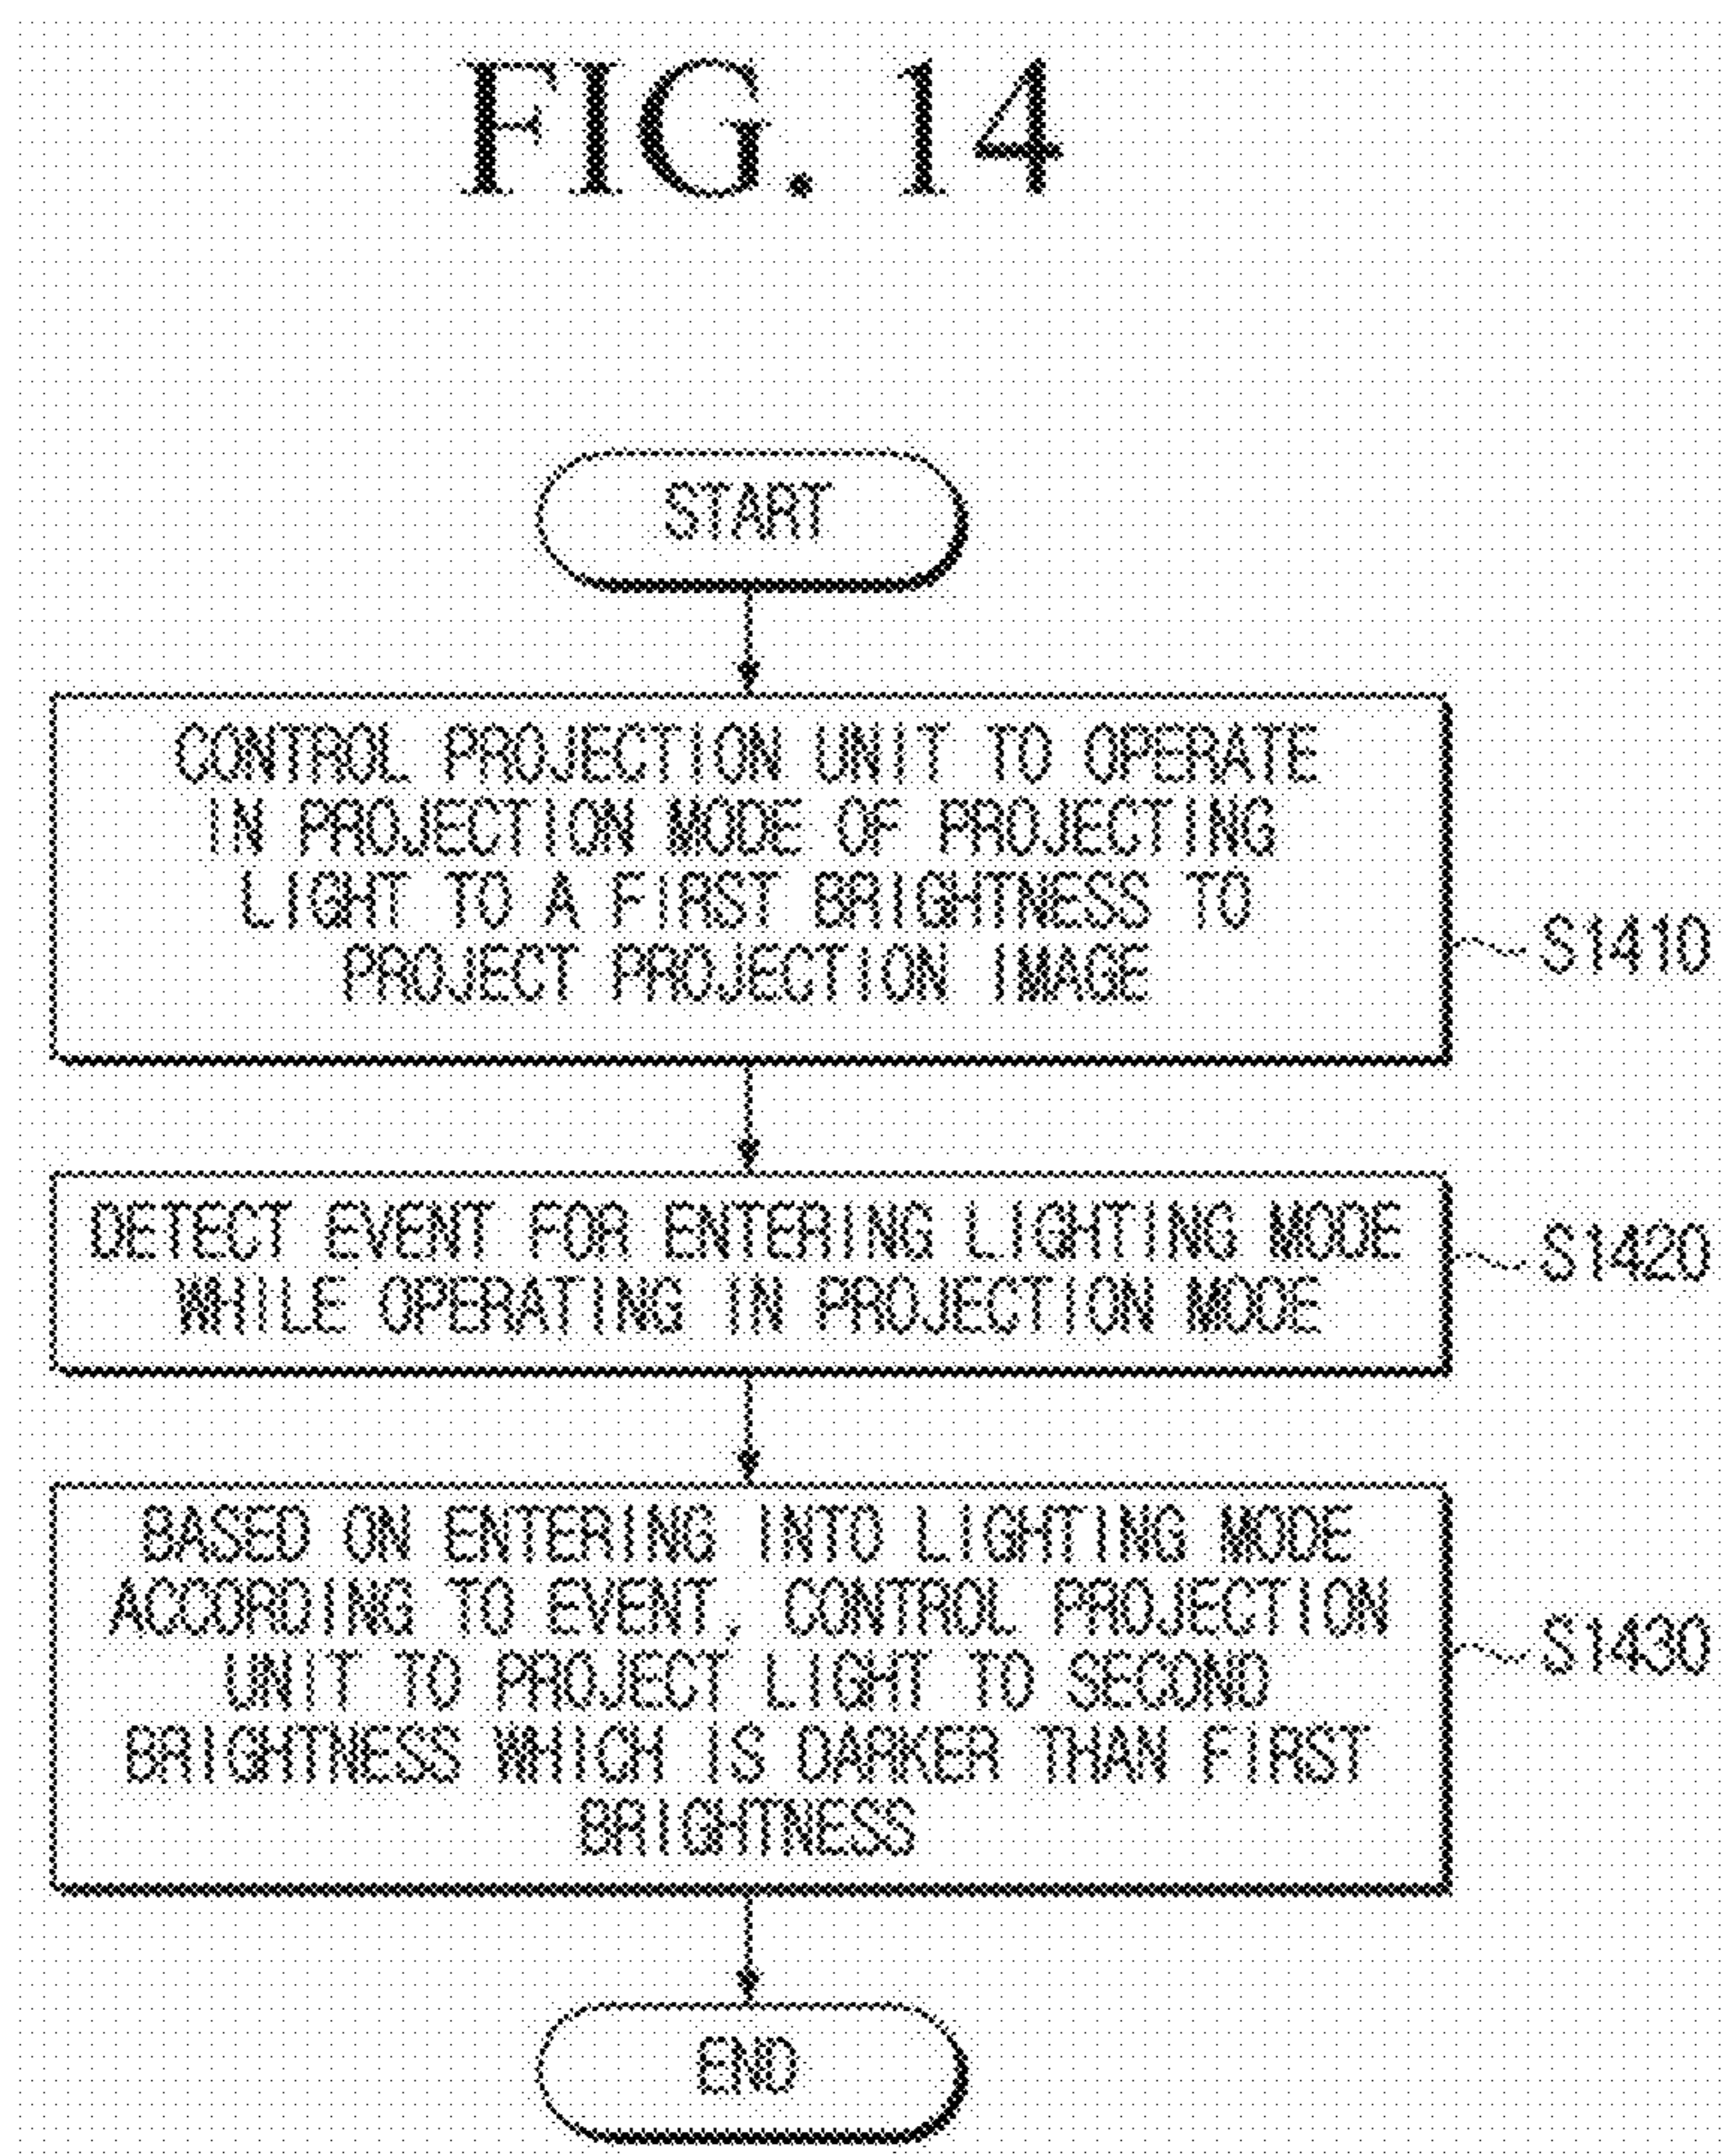 FIG. 14
START
CONTROL PROJECTION UNIT TO OPERATE
IN PROJECTION MODE OF PROJECTING
LIGHT TO A FIRST BRIGHTNESS TO
PROJECT PROJECTION IMAGE
S1410
DETECT EVENT FOR ENTERING LIGHTING MODE
WHILE OPERATING IN PROJECTION MODE
S1420
BASED ON ENTERING INTO LIGHTING MODE
ACCORDING TO EVENT, CONTROL PROJECTION
UNIT TO PROJECT LIGHT TO SECOND
BRIGHTNESS WHICH IS DARKER THAN FIRST
BRIGHTNESS
S1430
END